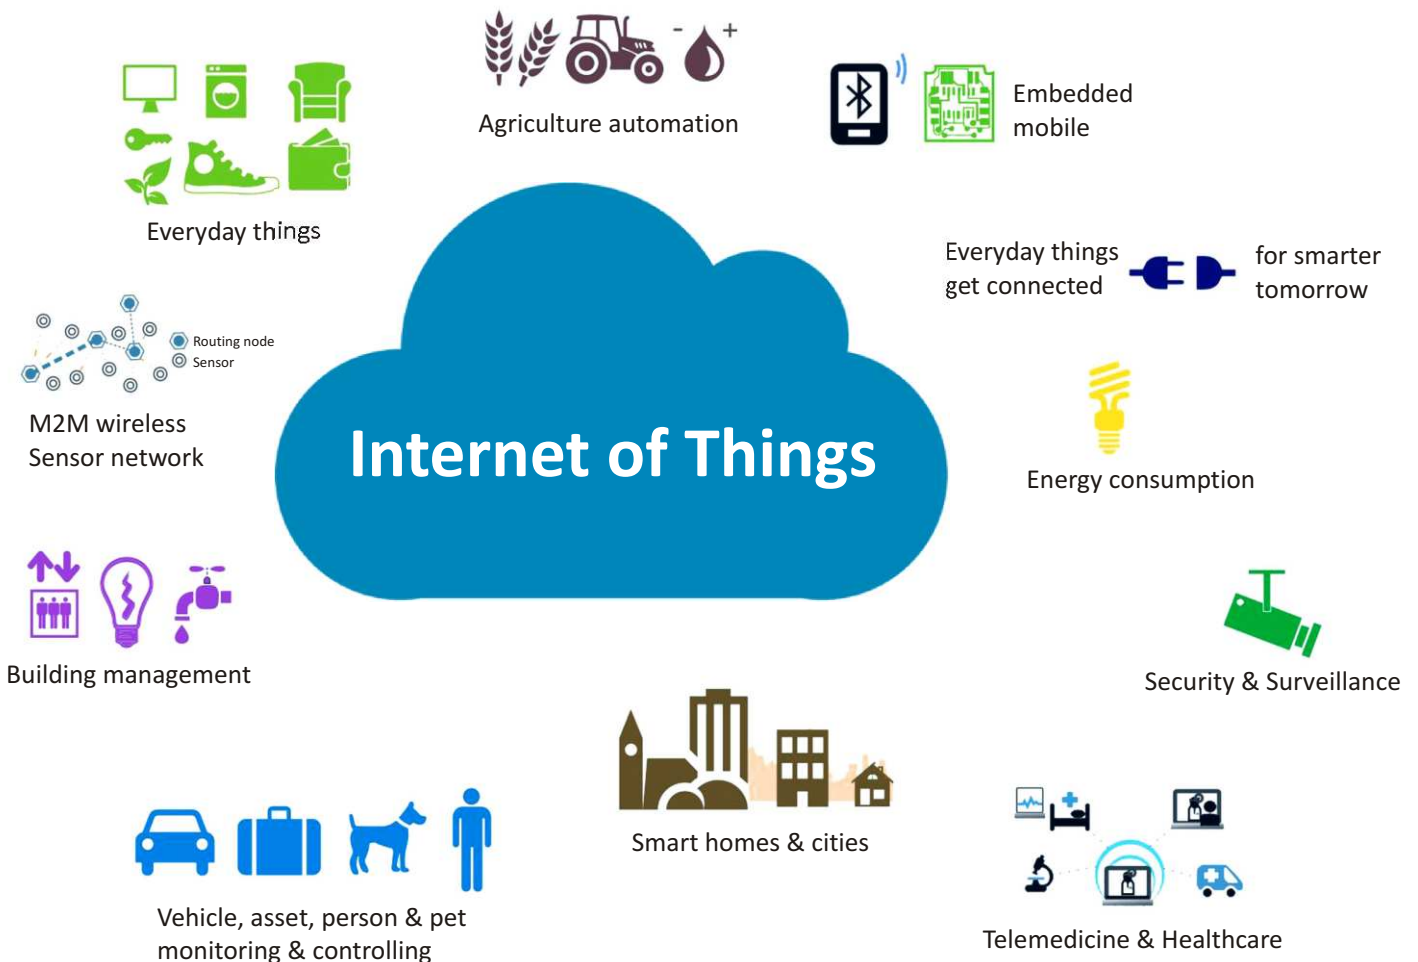 Agriculture automation
Embedded
mobile
Everyday things
Everyday things
get connected
for smarter
tomorrow
Routing node
Sensor
M2M wireless
Sensor network
Internet of Things
Energy consumption
Building management
Security & Surveillance
Smart homes & cities
Vehicle, asset, person & pet
monitoring & controlling
Telemedicine & Healthcare